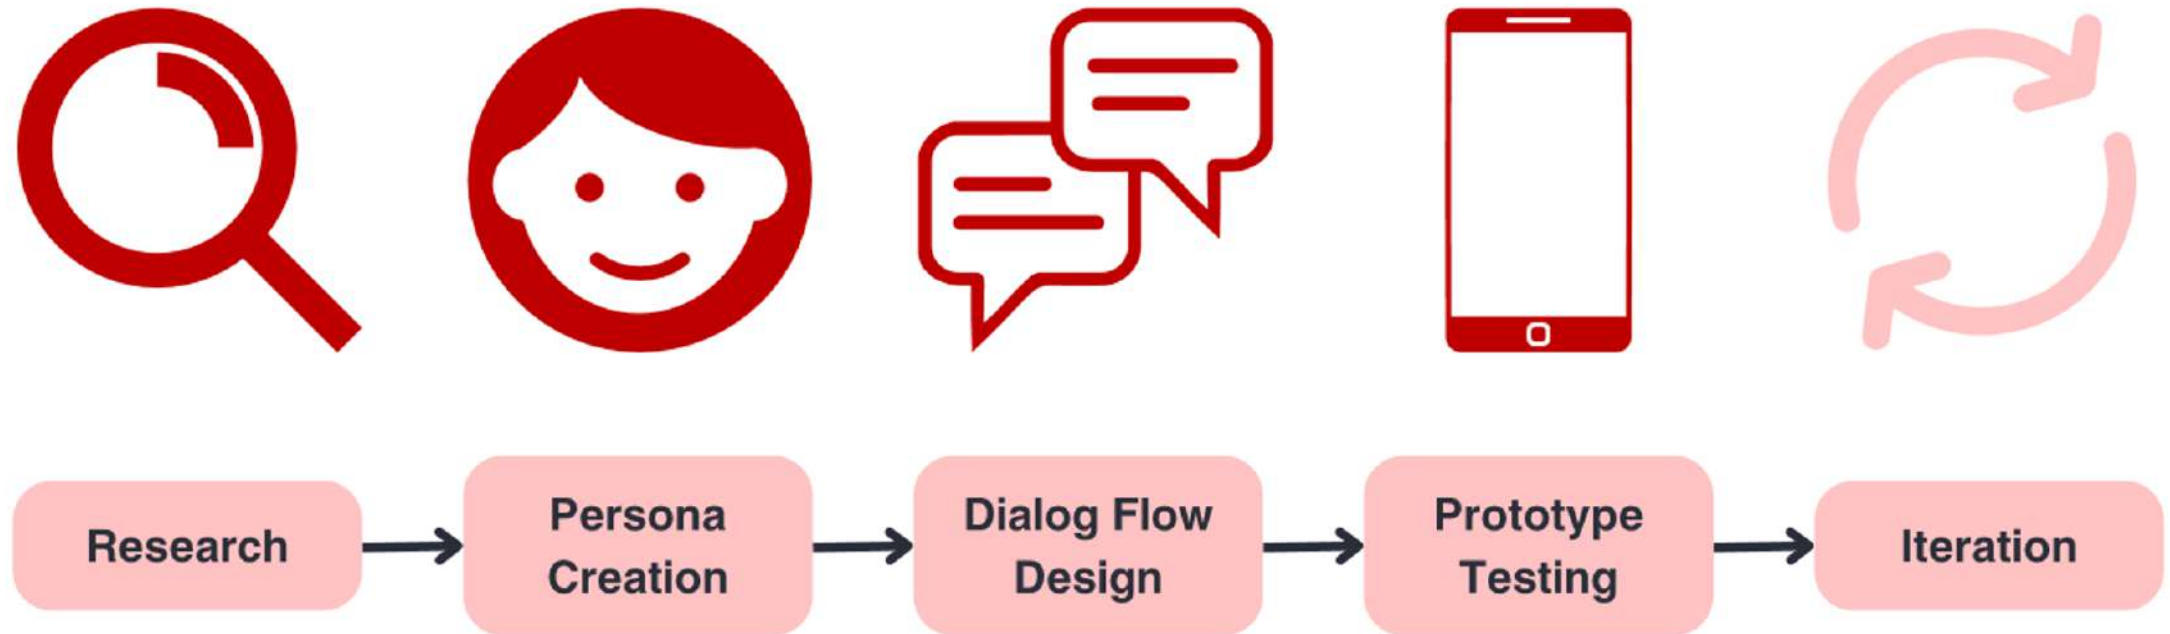 Research
Persona
Creation
Dialog Flow
Design
Prototype
Testing
Iteration